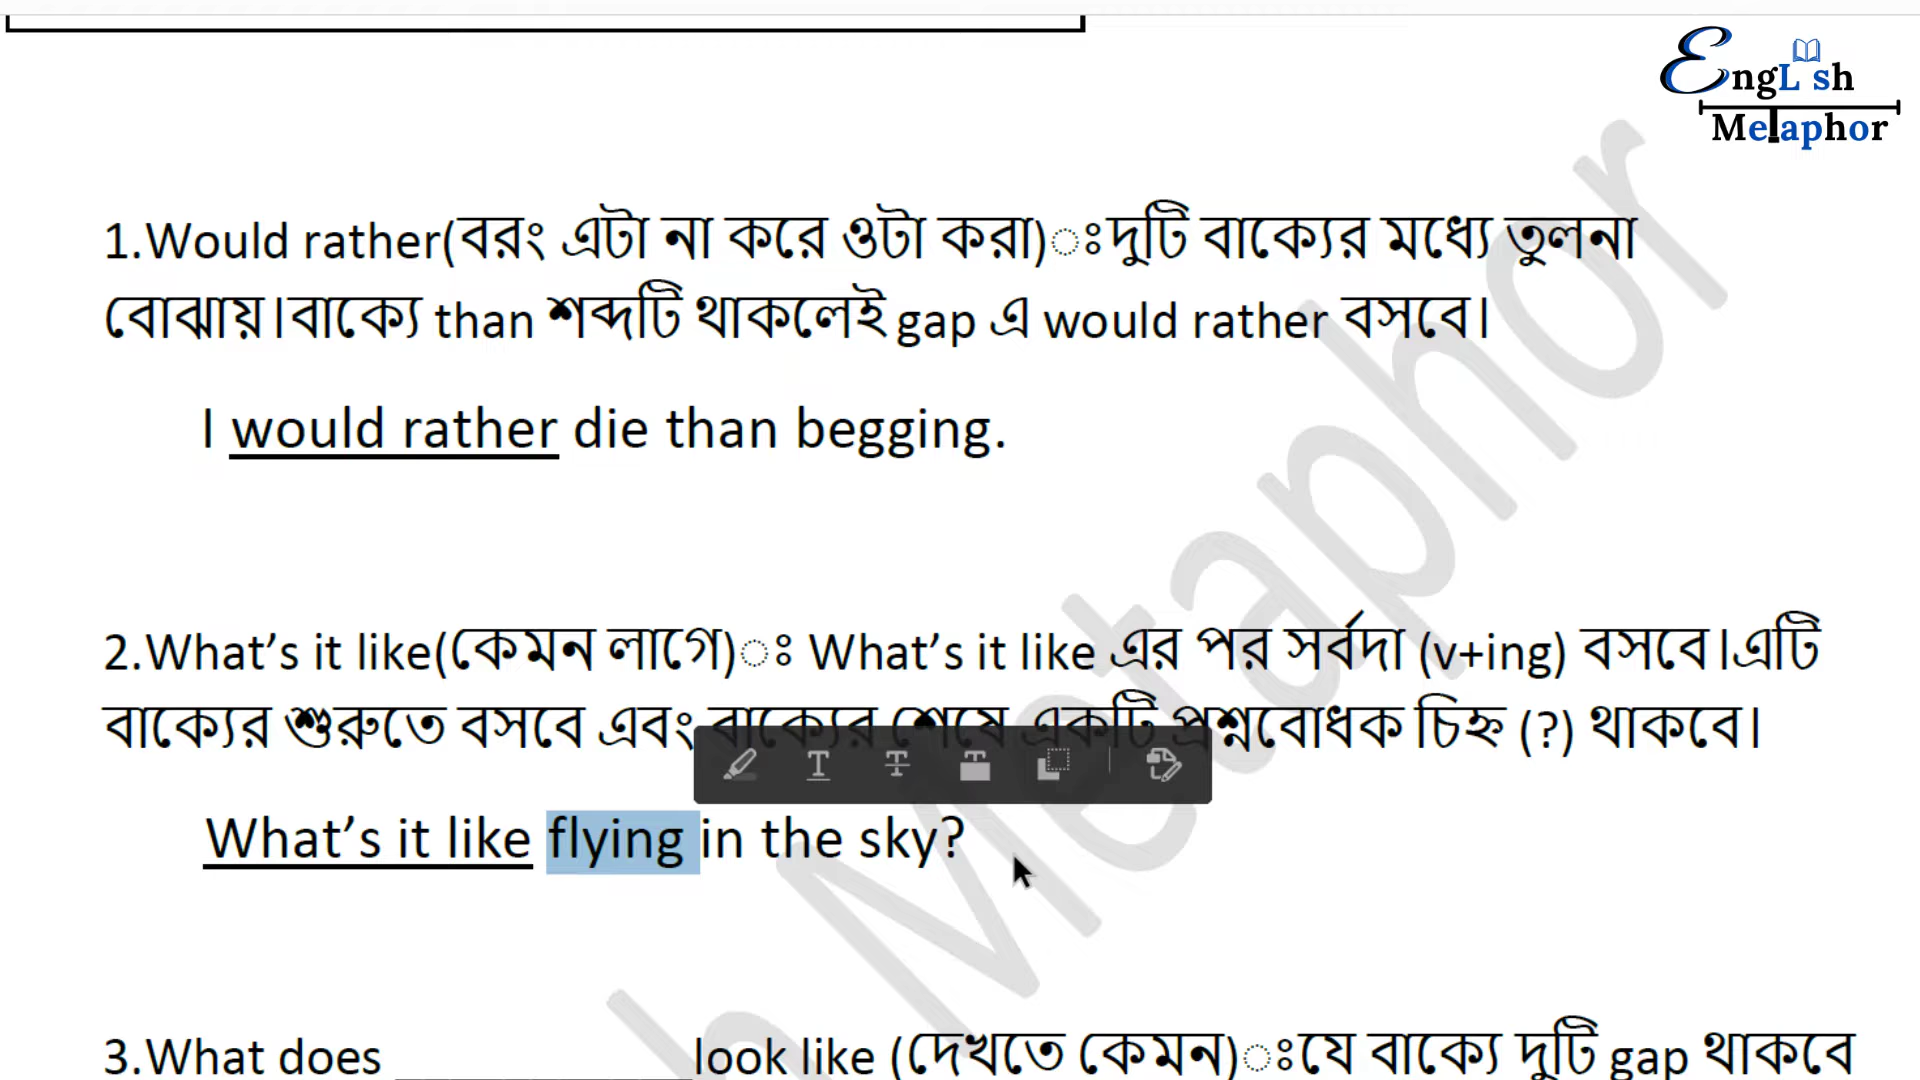 EngLish
Metaphor
1.Would rather(বরং এটা না করে ওটা করা)ঃদুটি বাক্যের মধ্যে তুলনা
বোঝায়।বাক্যে than শব্দটি থাকলেই gap এ would rather বসবে।
I would rather die than begging.
2.What’s it like(কেমন লাগে)ঃ What’s it like এর পর সর্বদা (v+ing) বসবে।এটি
বাক্যের শুরুতে বসবে এবং বাক্যের শেষে একটি প্রশ্নবোধক চিহ্ন (?) থাকবে।
What’s it like flying in the sky?
3.What does ____________look like (দেখতে কেমন)ঃযে বাক্যে দুটি gap থাকবে
h Metaphor